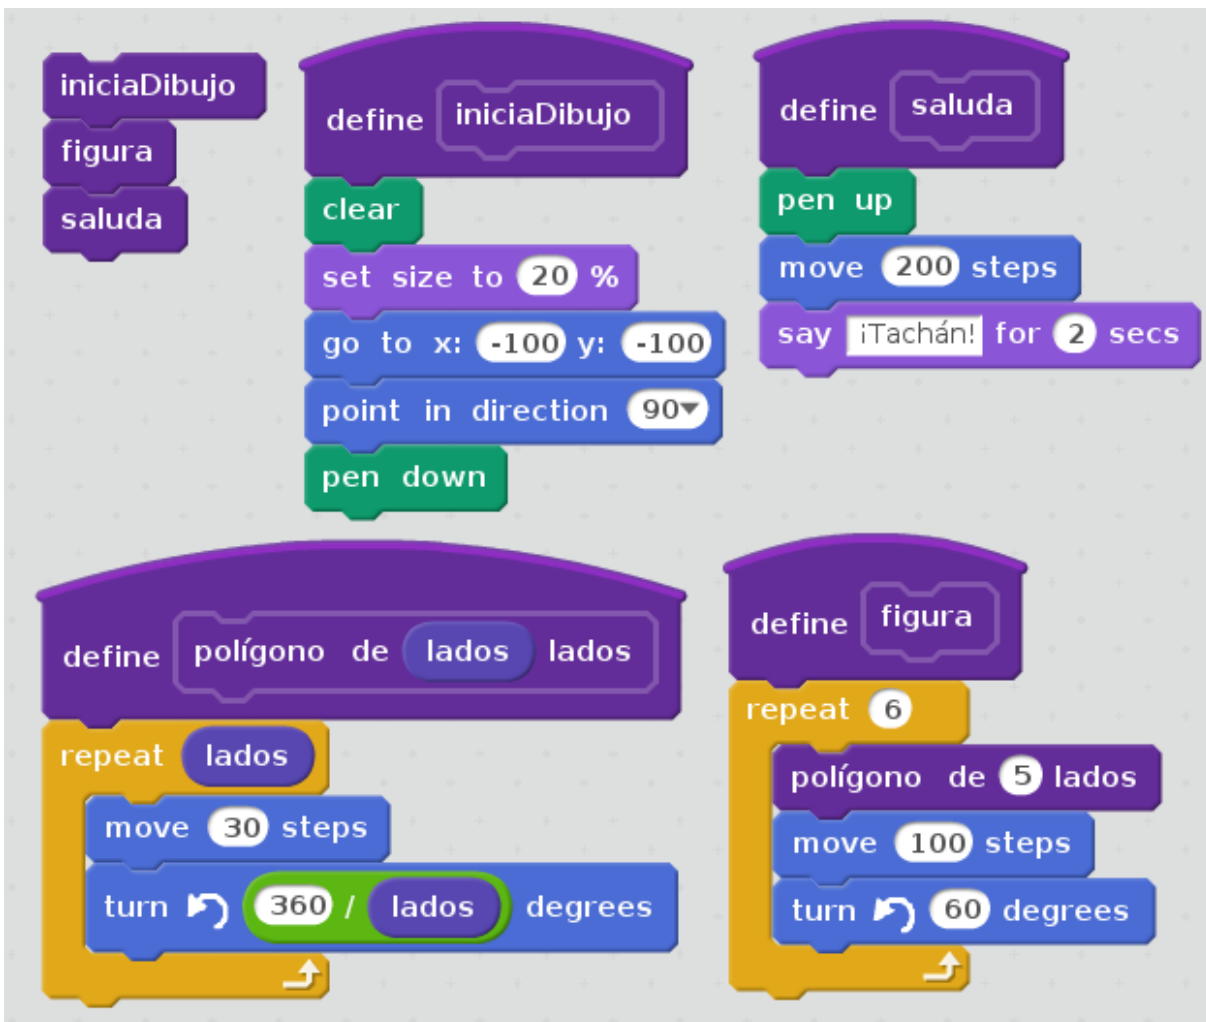 iniciaDibujo
figura
saluda
define iniciaDibujo
clear
set size to 20 %
go to x: -100 y: -100
point in direction 90
pen down
define saluda
pen up
move 200 steps
say ¡Tachán! for 2 secs
define polígono de lados lados
repeat lados
move 30 steps
turn 360 / lados degrees
define figura
repeat 6
polígono de 5 lados
move 100 steps
turn 60 degrees